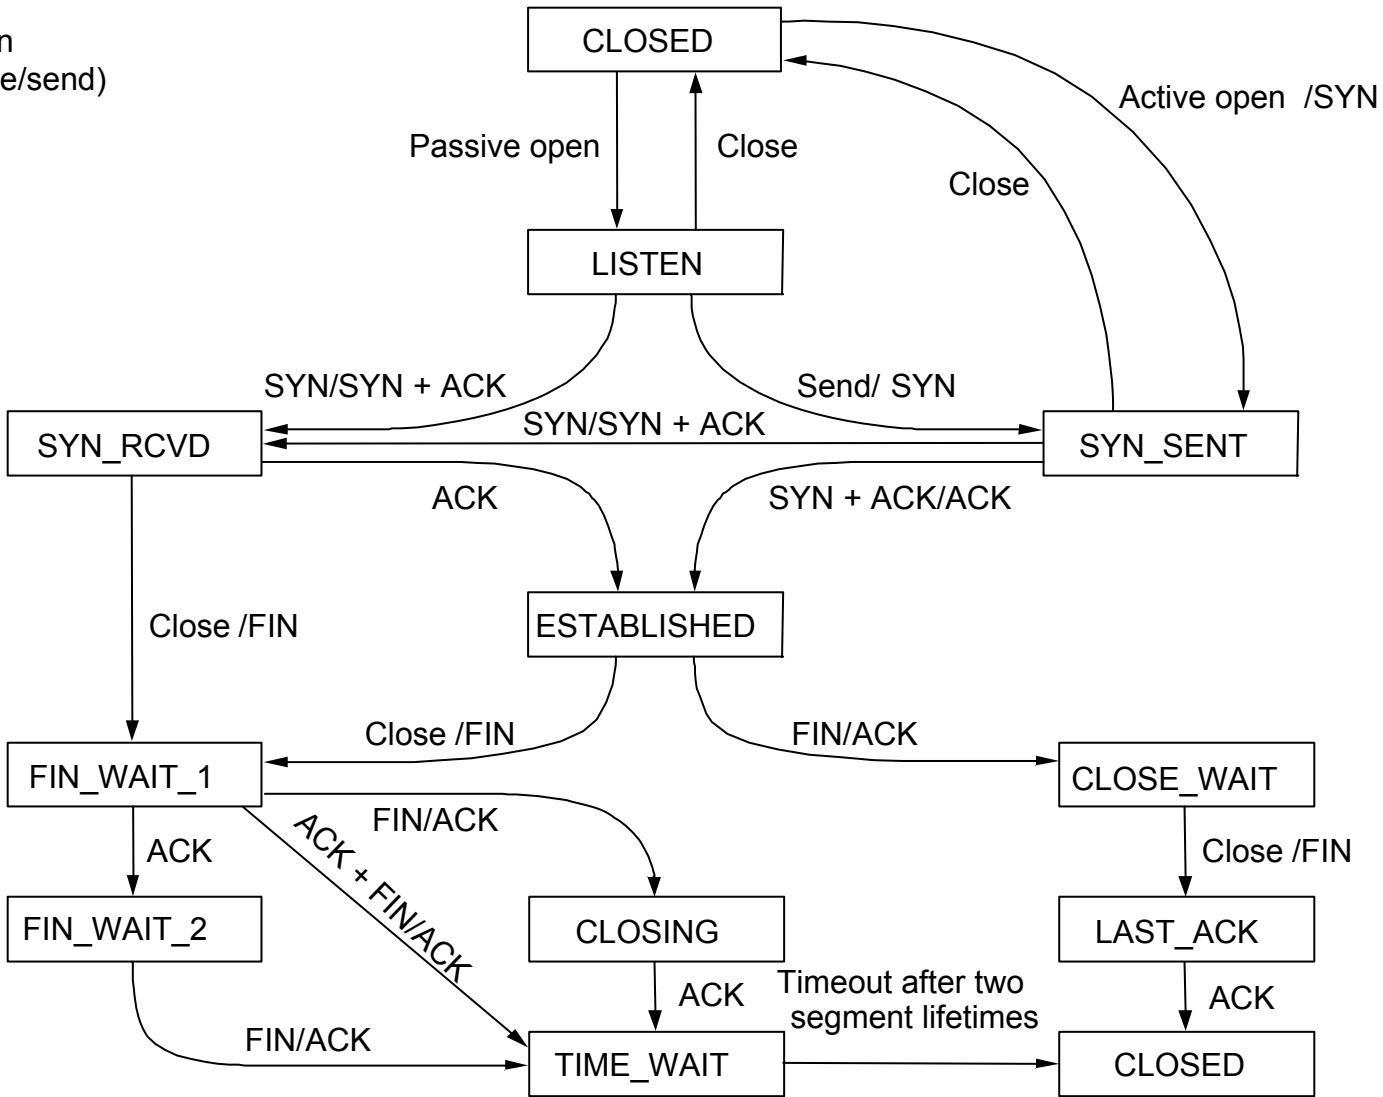 CLOSED
n
e/send)
Active open /SYN
Passive open
Close
Close
LISTEN
SYN/SYN + ACK
Send/ SYN
SYN/SYN + ACK
SYN_RCVD
SYN_SENT
ACK
SYN + ACK/ACK
Close /FIN
ESTABLISHED
Close /FIN
FIN/ACK
FIN_WAIT_1
CLOSE_WAIT
FIN/ACK
ACK
ACK + FIN/ACK
Close /FIN
FIN_WAIT_2
CLOSING
LAST_ACK
ACK
Timeout after two
segment lifetimes
ACK
FIN/ACK
TIME_WAIT
CLOSED